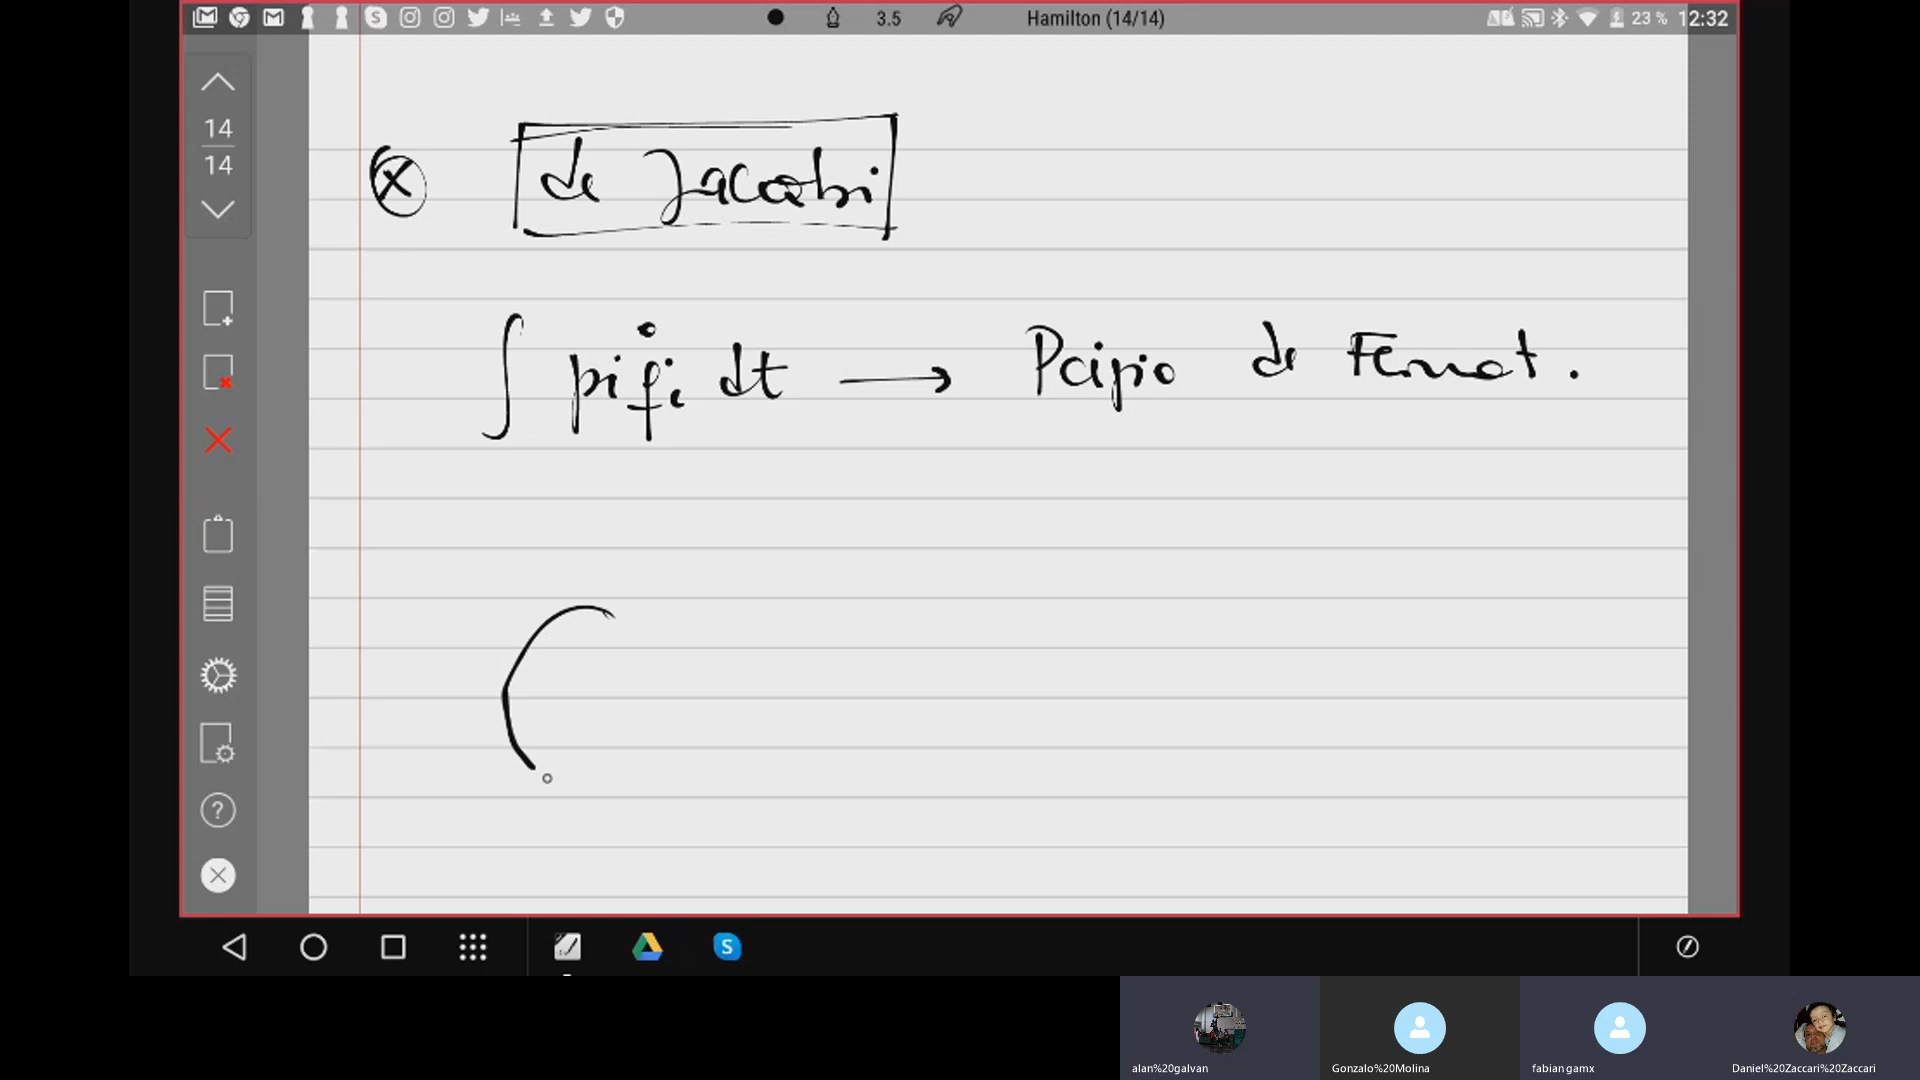 3.5 Hamilton (14/14) 23 % 12:32
14
14
ⓧ de Jacobi
∫ pi q̇i dt → Pcipio de Fermat.
(
?
S
alan%20galvan Gonzalo%20Molina fabian gamx Daniel%20Zaccari%20Zaccari